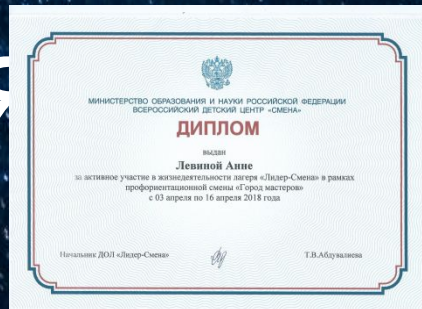 МИНИСТЕРСТВО ОБРАЗОВАНИЯ И НАУКИ РОССИЙСКОЙ ФЕДЕРАЦИИ
ВСЕРОССИЙСКИЙ ДЕТСКИЙ ЦЕНТР «СМЕНА»
ДИПЛОМ
выдан
Левиной Анне
за активное участие в жизнедеятельности лагеря «Лидер-Смена» в рамках
профориентационной смены «Город мастеров»
с 03 апреля по 16 апреля 2018 года
Начальник ДОЛ «Лидер-Смена» Т.В.Абдувалиева